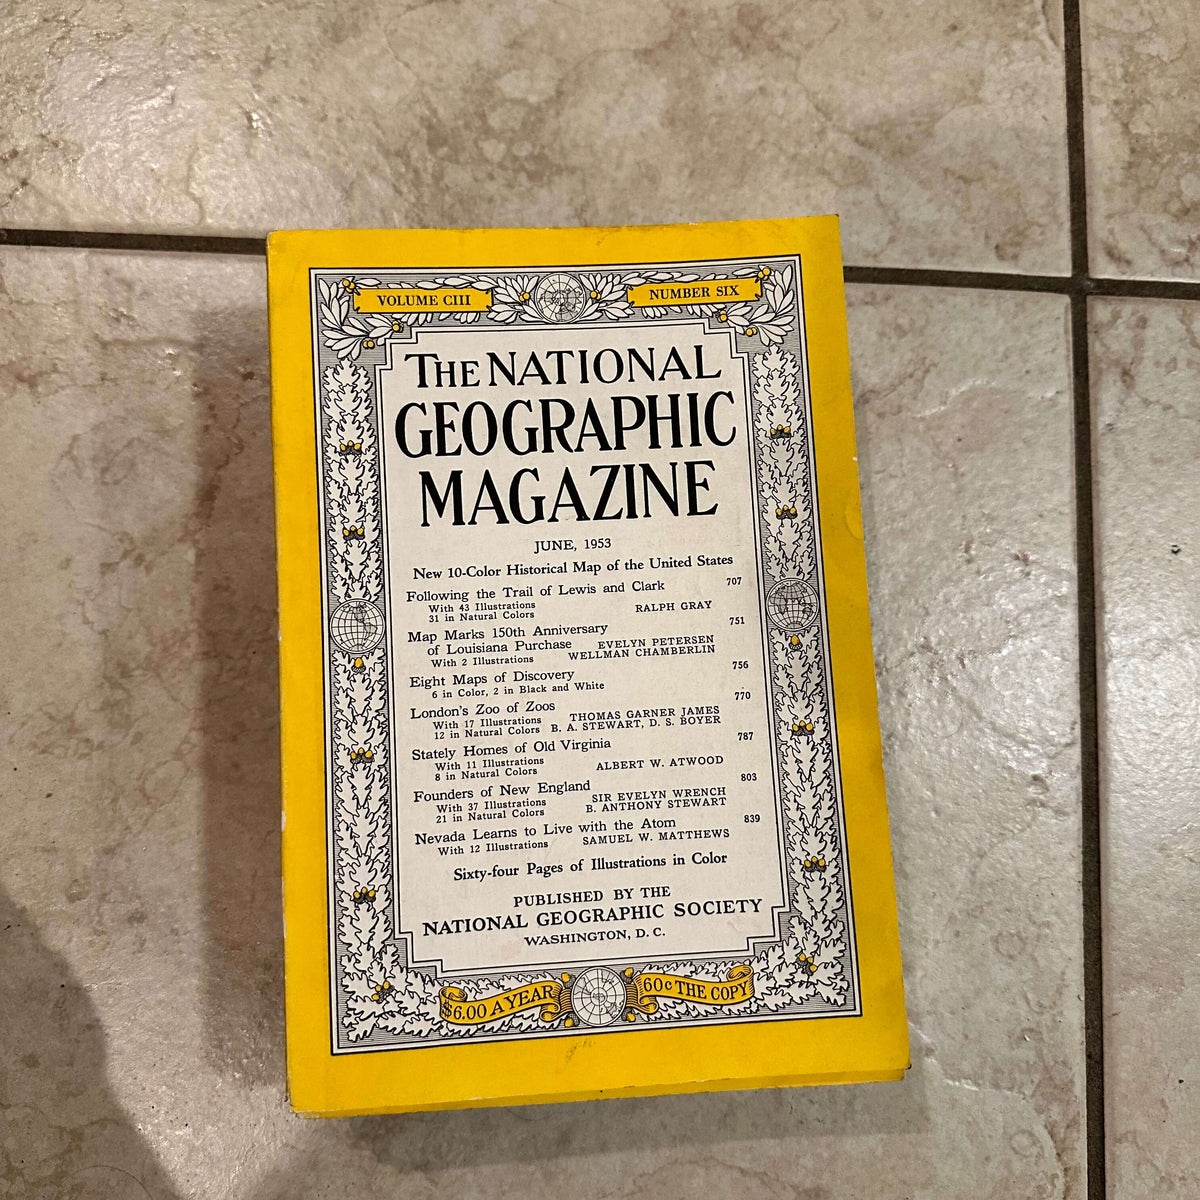 VOLUME CIII NUMBER SIX
THE NATIONAL
GEOGRAPHIC
MAGAZINE
JUNE, 1953
New 10-Color Historical Map of the United States
Following the Trail of Lewis and Clark 707
With 43 Illustrations
31 in Natural Colors RALPH GRAY
Map Marks 150th Anniversary 751
of Louisiana Purchase EVELYN PETERSEN
With 2 Illustrations WELLMAN CHAMBERLIN
Eight Maps of Discovery 756
6 in Color, 2 in Black and White
London's Zoo of Zoos 770
With 17 Illustrations THOMAS GARNER JAMES
12 in Natural Colors B. A. STEWART, D. S. BOYER
Stately Homes of Old Virginia 787
With 11 Illustrations
8 in Natural Colors ALBERT W. ATWOOD
Founders of New England 803
With 37 Illustrations SIR EVELYN WRENCH
21 in Natural Colors B. ANTHONY STEWART
Nevada Learns to Live with the Atom 839
With 12 Illustrations SAMUEL W. MATTHEWS
Sixty-four Pages of Illustrations in Color
PUBLISHED BY THE
NATIONAL GEOGRAPHIC SOCIETY
WASHINGTON, D. C.
$6.00 A YEAR 60c THE COPY